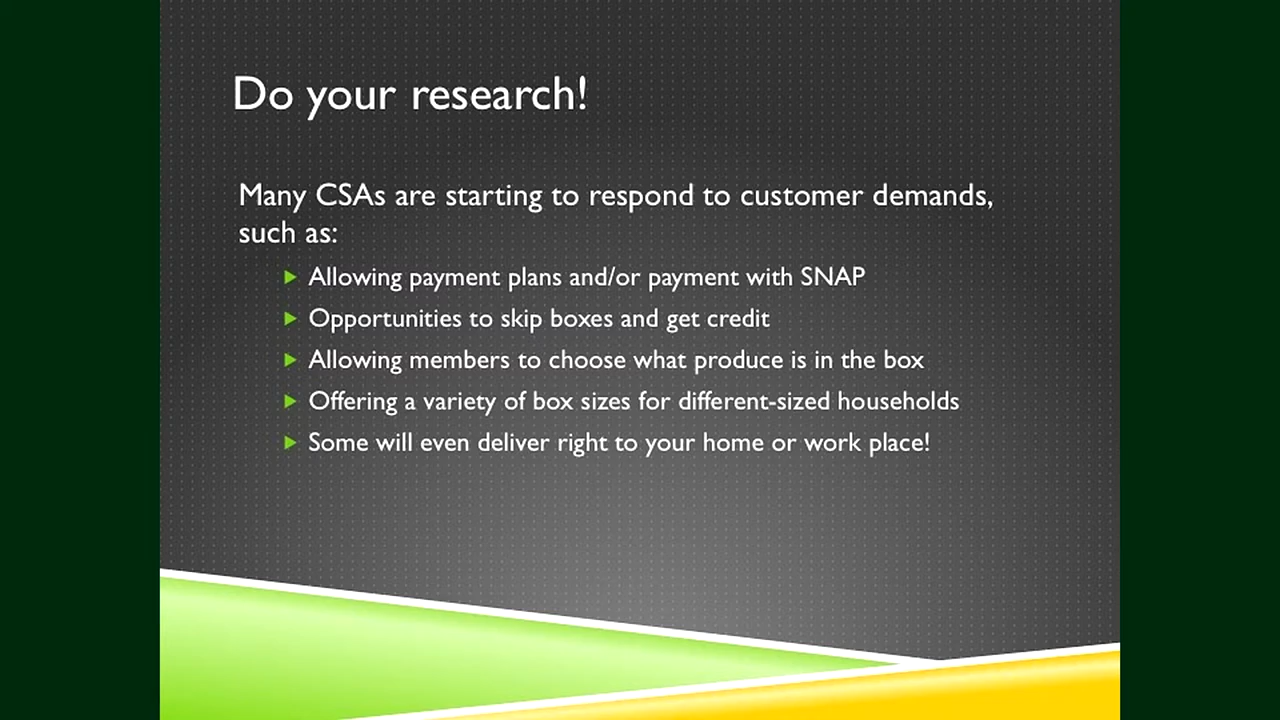 Do your research!
Many CSAs are starting to respond to customer demands,
such as:
Allowing payment plans and/or payment with SNAP
Opportunities to skip boxes and get credit
Allowing members to choose what produce is in the box
Offering a variety of box sizes for different-sized households
Some will even deliver right to your home or work place!